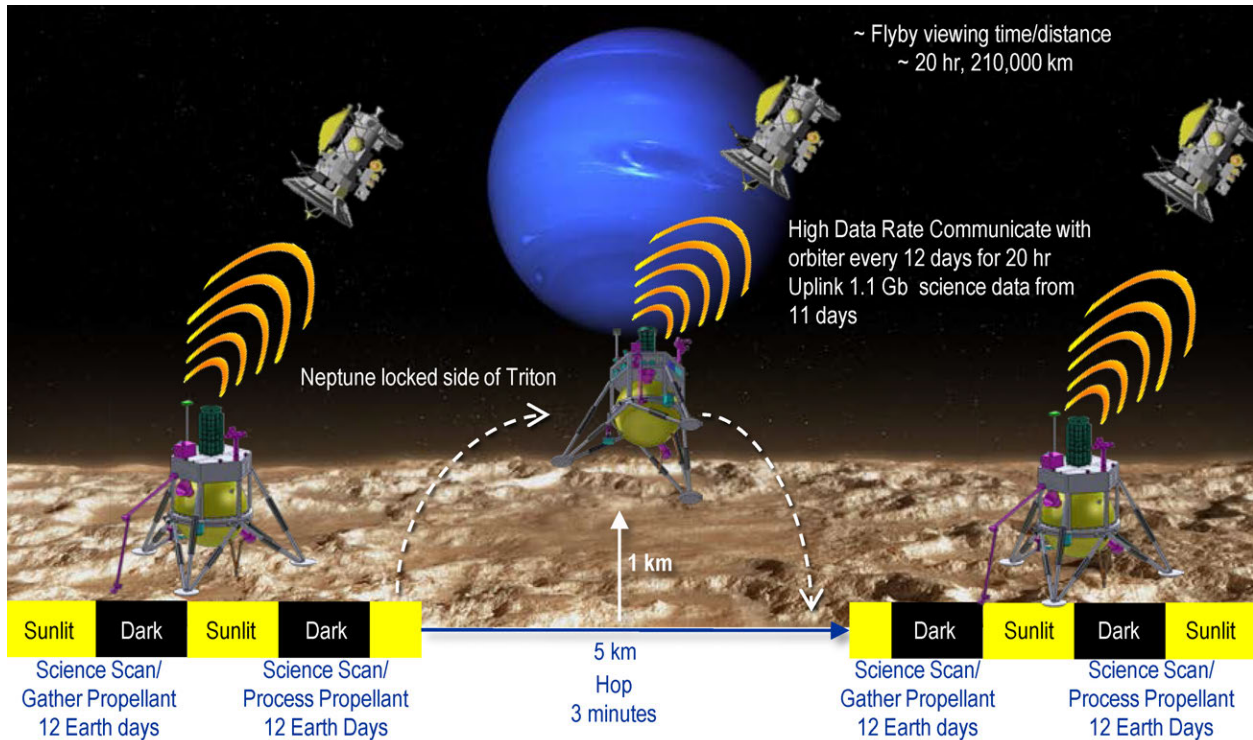 ~ Flyby viewing time/distance
~ 20 hr, 210,000 km
High Data Rate Communicate with
orbiter every 12 days for 20 hr
Uplink 1.1 Gb science data from
11 days
Neptune locked side of Triton
1 km
Sunlit
Dark
Sunlit
Dark
Science Scan/
Gather Propellant
12 Earth days
Science Scan/
Process Propellant
12 Earth Days
5 km
Hop
3 minutes
Dark
Sunlit
Dark
Sunlit
Science Scan/
Gather Propellant
12 Earth days
Science Scan/
Process Propellant
12 Earth Days